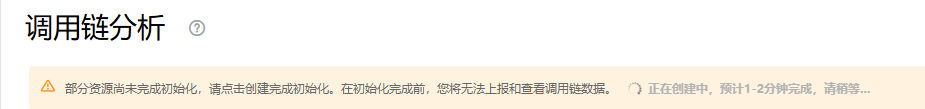 调用链分析 ?
部分资源尚未完成初始化，请点击创建完成初始化。在初始化完成前，您将无法上报和查看调用链数据。 正在创建中，预计1-2分钟完成，请稍等...